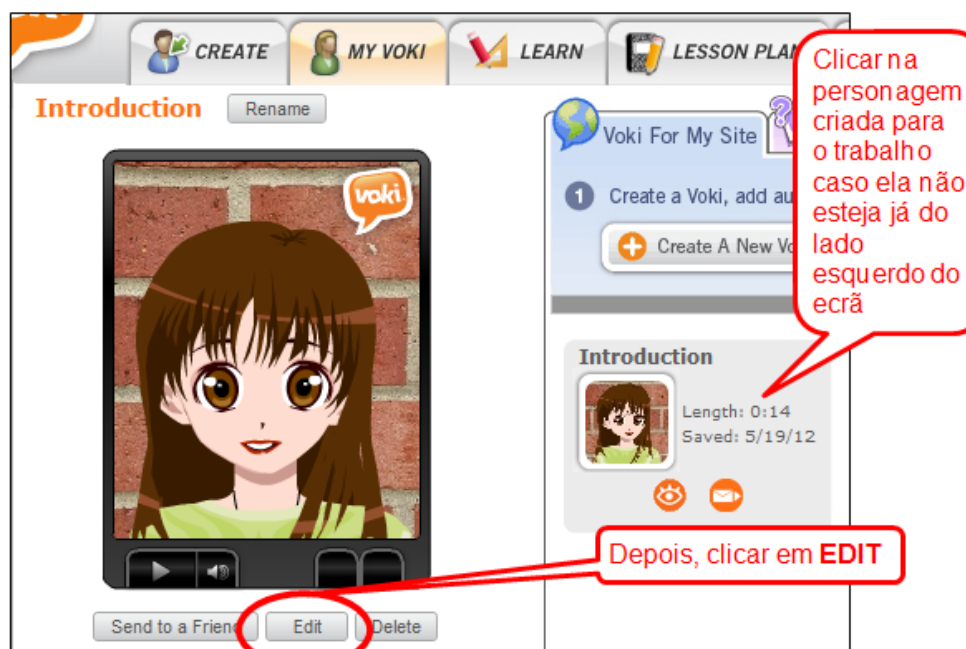 CREATE
MY VOKI
LEARN
LESSON PLAN
Introduction
Rename
voki
Voki For My Site
1 Create a Voki, add au
Create A New Vo
Clicar na
personagem
criada para
o trabalho
caso ela não
esteja já do
lado
esquerdo do
ecrã
Introduction
Length: 0:14
Saved: 5/19/12
Depois, clicar em EDIT
Send to a Friend
Edit
Delete